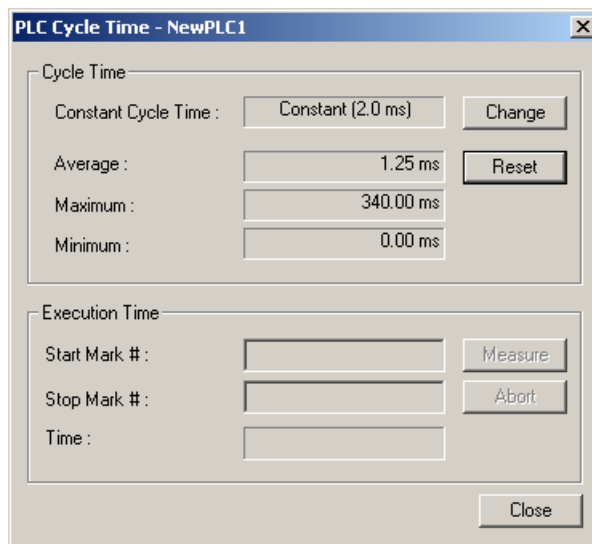 PLC Cycle Time - NewPLC1
Cycle Time
Constant Cycle Time : Constant (2.0 ms) Change
Average : 1.25 ms Reset
Maximum : 340.00 ms
Minimum : 0.00 ms
Execution Time
Start Mark # : Measure
Stop Mark # : Abort
Time :
Close